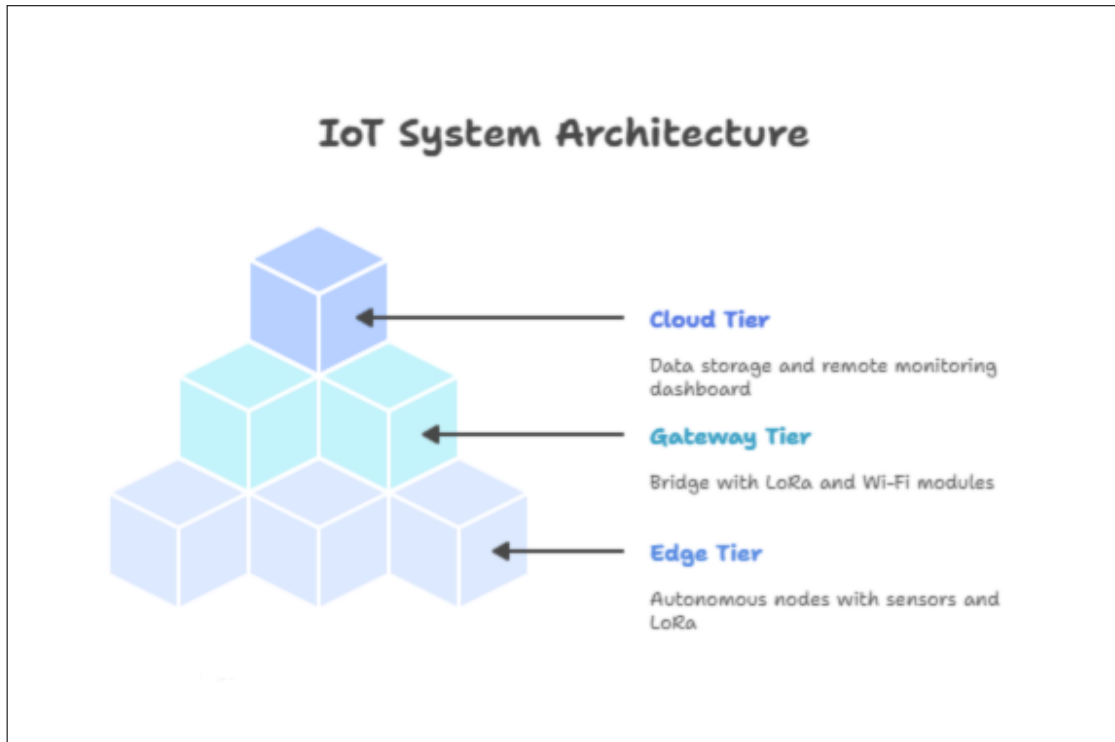 IoT System Architecture
Cloud Tier
Data storage and remote monitoring
dashboard
Gateway Tier
Bridge with LoRa and Wi-Fi modules
Edge Tier
Autonomous nodes with sensors and
LoRa